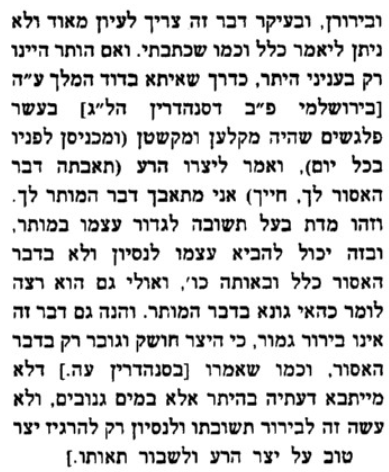 ובירורן, ובעיקר דבר זה צריך לעיון מאוד ולא
ניתן ליאמר כלל וכמו שכתבתי. ואם הותר היינו
רק בעניני היתר, כדרך שאיתא בדוד המלך ע״ה
[בירושלמי פ״ב דסנהדרין הל״ג] בעשר
פלגשים שהיה מקלען ומקשטן (ומכניסן לפניו
בכל יום), ואמר ליצרו הרע (תאבתה דבר
האסור לך, חייך) אני מתאבך דבר המותר לך.
וזהו מדת בעל תשובה לגדור עצמו במותר,
ובזה יכול להביא עצמו לנסיון ולא בדבר
האסור כלל ובאותה כו׳, ואולי גם הוא רצה
לומר כהאי גונא בדבר המותר. והנה גם דבר זה
אינו בירור גמור, כי היצר חושק וגובר רק בדבר
האסור, וכמו שאמרו [בסנהדרין עה.] דלא
מייתבא דעתיה בהיתר אלא במים גנובים, ולא
עשה זה לבירור תשובתו ולנסיון רק להרגיז יצר
טוב על יצר הרע ולשבור תאותו.]